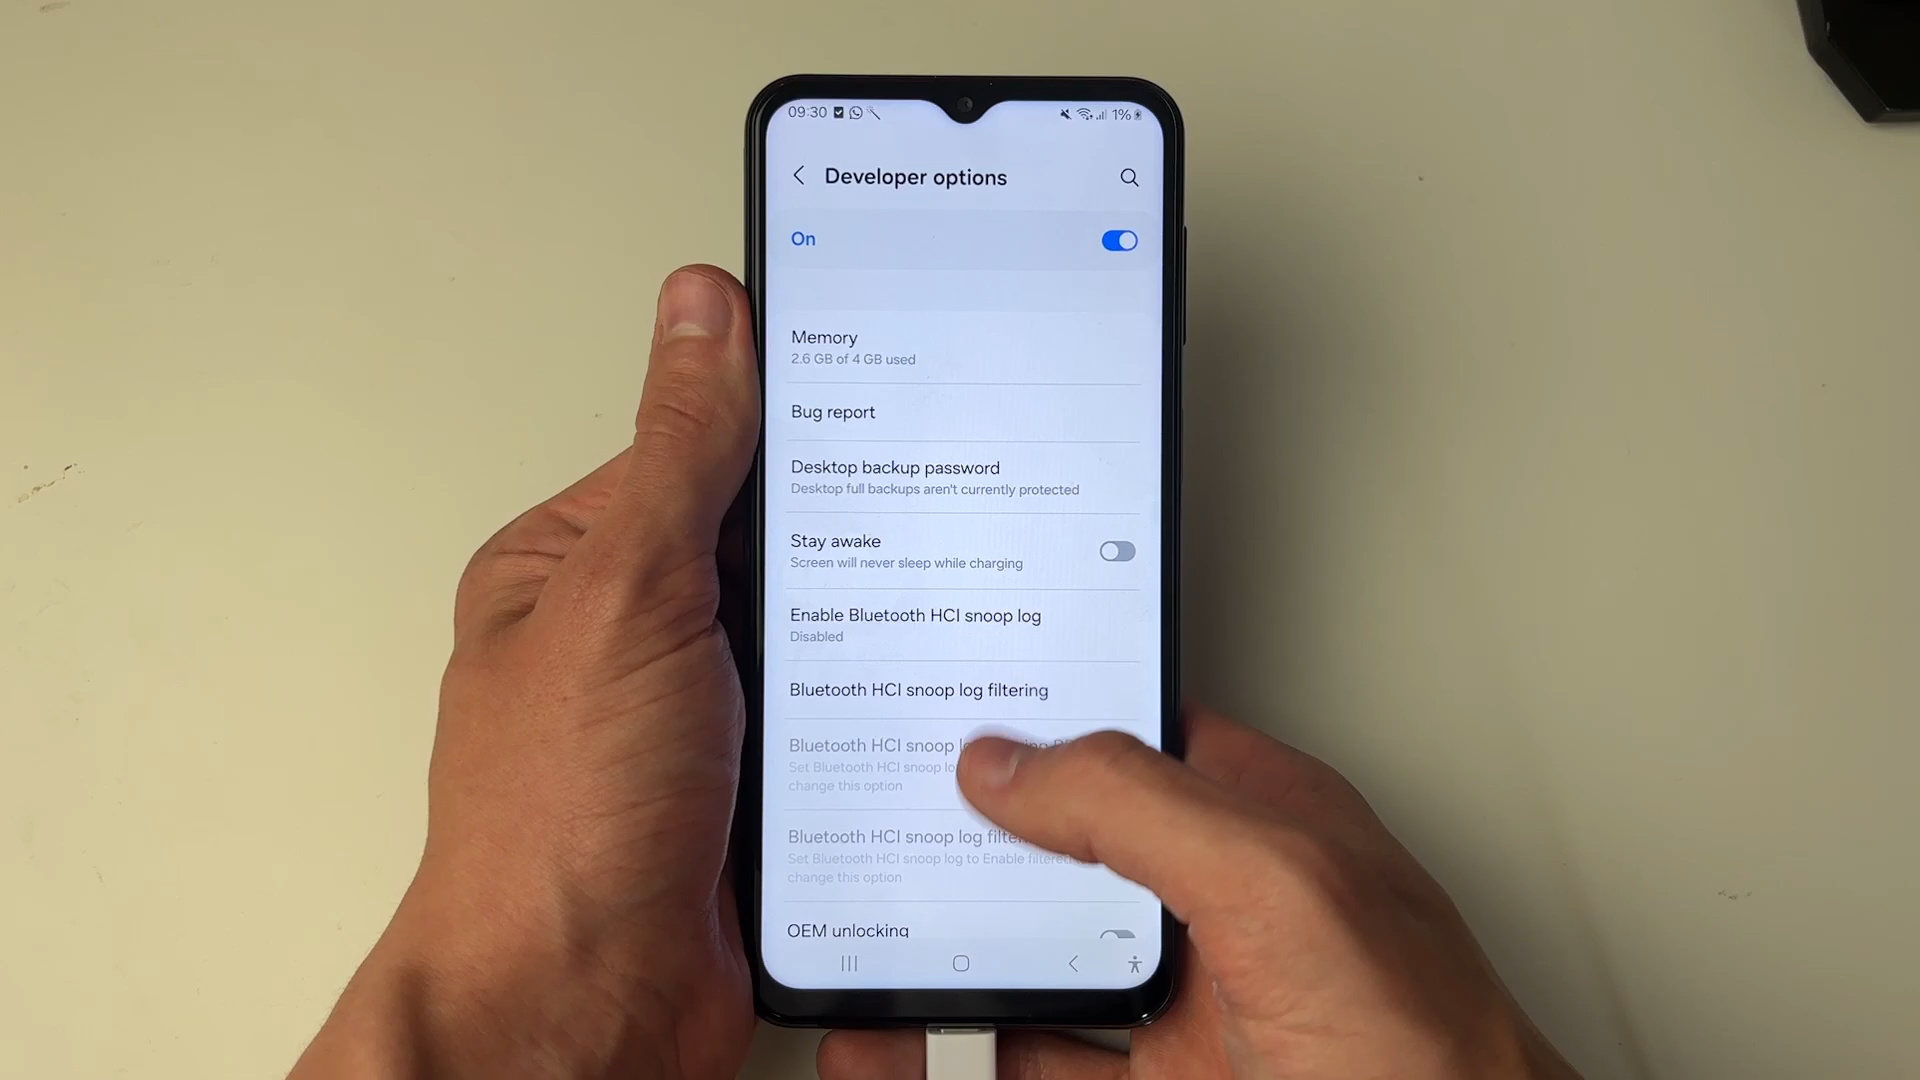 09:30 1%
Developer options
On
Memory
2.6 GB of 4 GB used
Bug report
Desktop backup password
Desktop full backups aren't currently protected
Stay awake
Screen will never sleep while charging
Enable Bluetooth HCI snoop log
Disabled
Bluetooth HCI snoop log filtering
Bluetooth HCI snoop
Set Bluetooth HCI snoop
change this option
Bluetooth HCI snoop log
Set Bluetooth HCI snoop log to Enable filtered
change this option
OEM unlocking